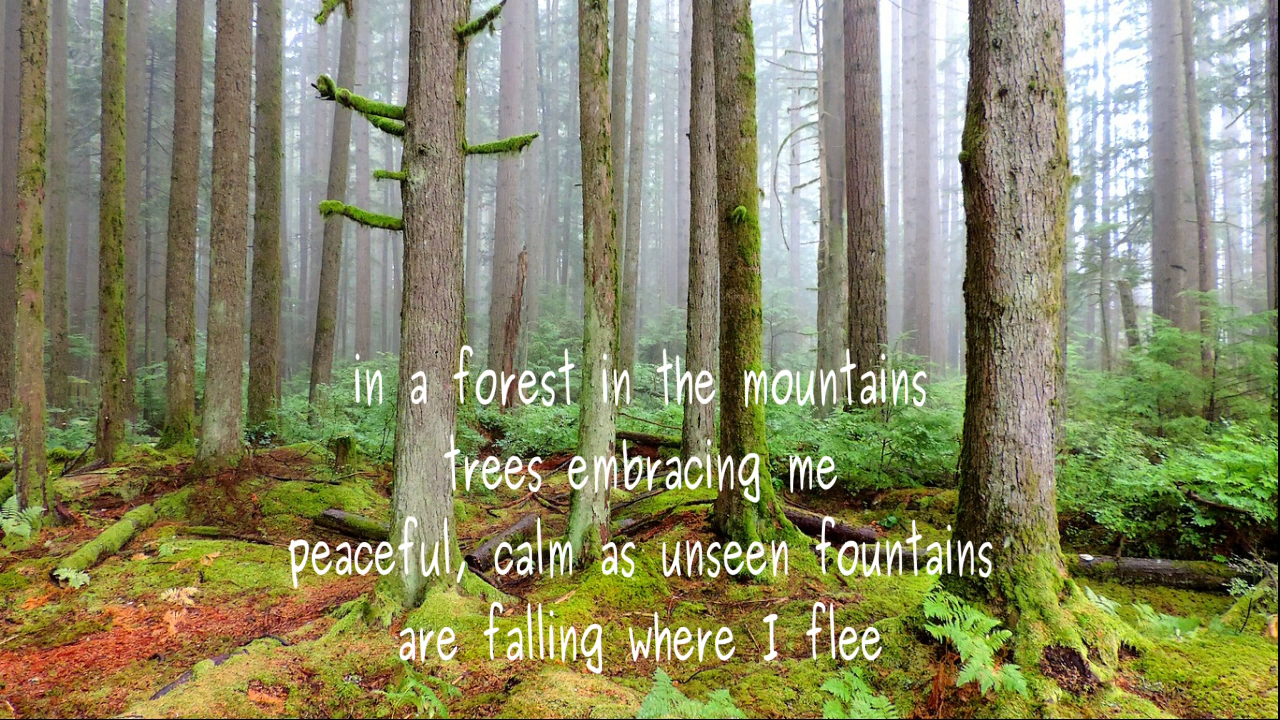 in a forest in the mountains
trees embracing me
peaceful, calm as unseen fountains
are falling where I flee